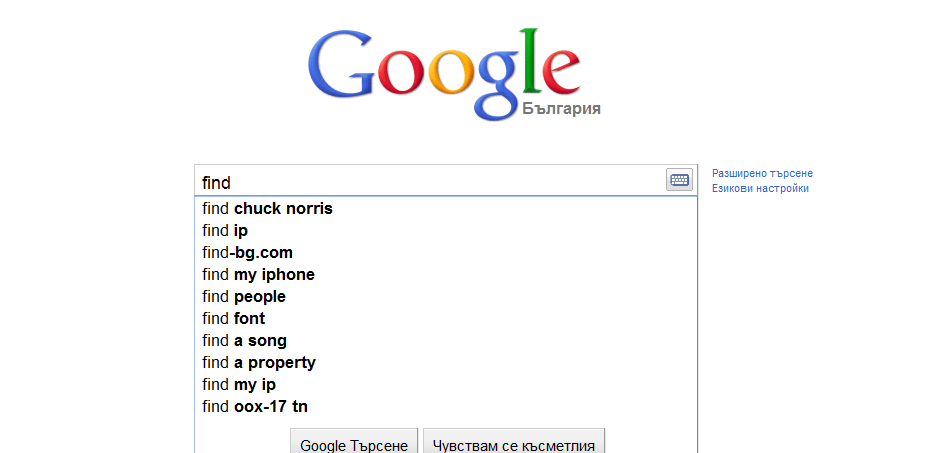 Google
България
find
Разширено търсене
Езикови настройки
find chuck norris
find ip
find-bg.com
find my iphone
find people
find font
find a song
find a property
find my ip
find oox-17 tn
Google Търсене
Чувствам се късметлия